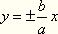 y = ± b/a x